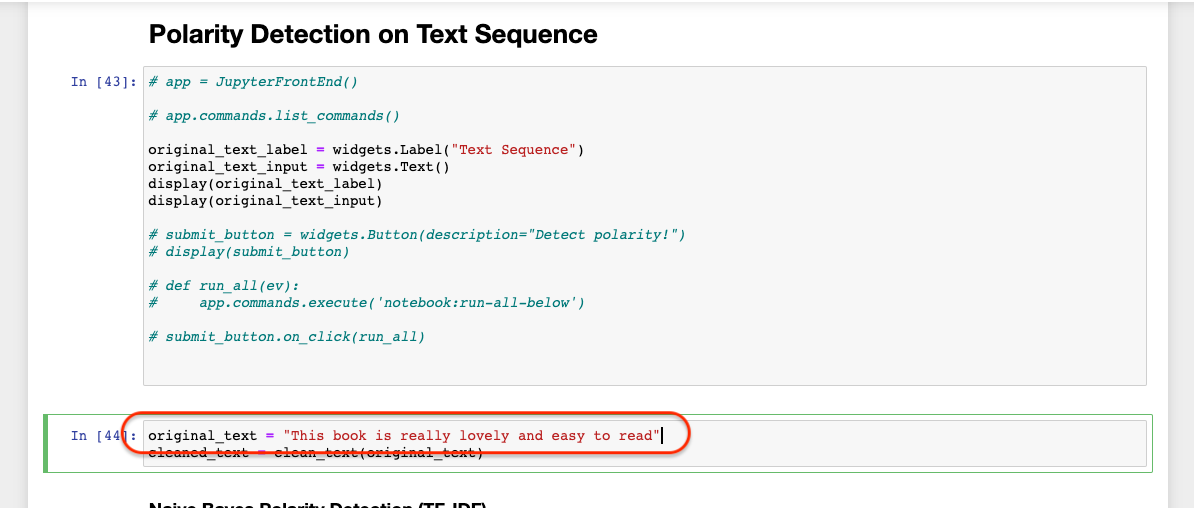 Polarity Detection on Text Sequence
In [43]:
# app = JupyterFrontEnd()
# app.commands.list_commands()
original_text_label = widgets.Label("Text Sequence")
original_text_input = widgets.Text()
display(original_text_label)
display(original_text_input)
# submit_button = widgets.Button(description="Detect polarity!")
# display(submit_button)
# def run_all(ev):
#     app.commands.execute('notebook:run-all-below')
# submit_button.on_click(run_all)
In [44]:
original_text = "This book is really lovely and easy to read"
cleaned_text = clean_text(original_text)
Naive Bayes Polarity Detection (TF-IDF)